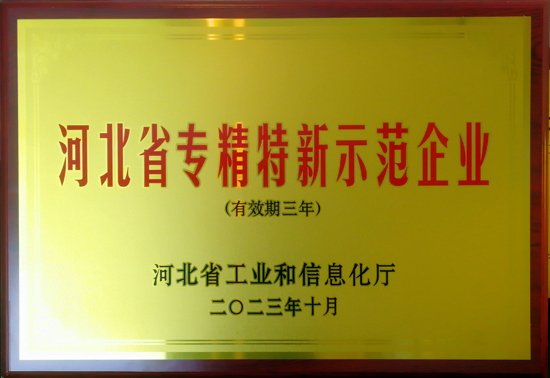 河北省专精特新示范企业
(有效期三年)
河北省工业和信息化厅
二〇二三年十月